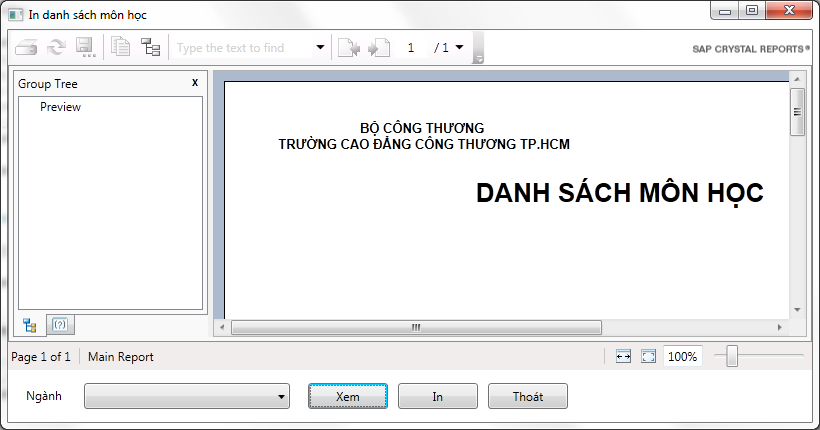 In danh sách môn học
Type the text to find
1 / 1
SAP CRYSTAL REPORTS®
Group Tree x
Preview
(?)
BỘ CÔNG THƯƠNG
TRƯỜNG CAO ĐẲNG CÔNG THƯƠNG TP.HCM
DANH SÁCH MÔN HỌC
Page 1 of 1 Main Report
100%
Ngành Xem In Thoát